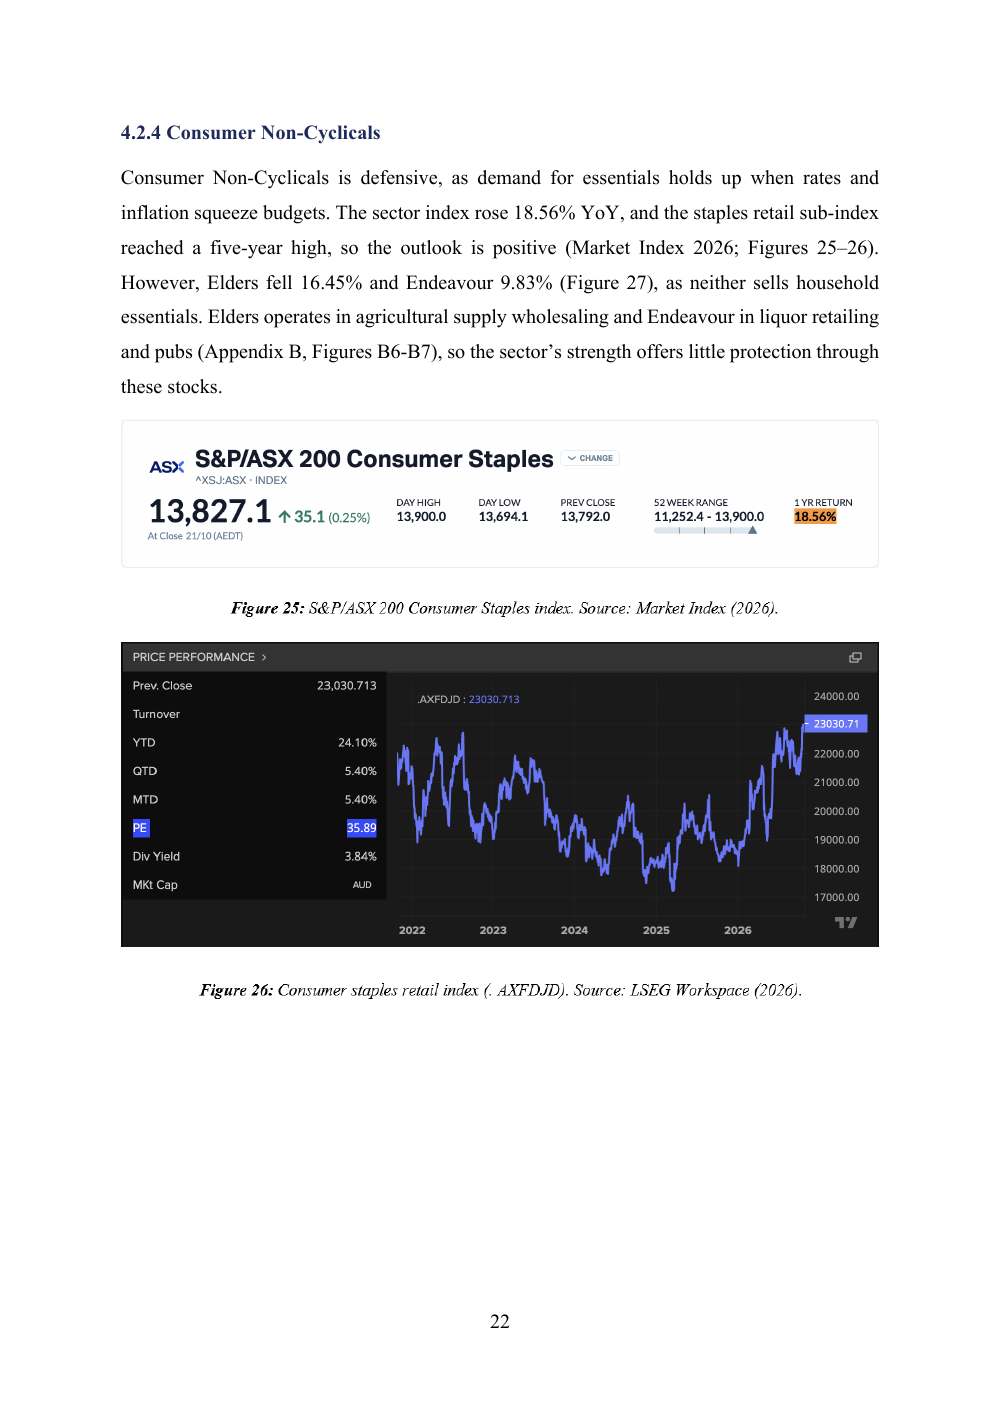 4.2.4 Consumer Non-Cyclicals
Consumer Non-Cyclicals is defensive, as demand for essentials holds up when rates and
inflation squeeze budgets. The sector index rose 18.56% YoY, and the staples retail sub-index
reached a five-year high, so the outlook is positive (Market Index 2026; Figures 25–26).
However, Elders fell 16.45% and Endeavour 9.83% (Figure 27), as neither sells household
essentials. Elders operates in agricultural supply wholesaling and Endeavour in liquor retailing
and pubs (Appendix B, Figures B6-B7), so the sector’s strength offers little protection through
these stocks.
ASX S&P/ASX 200 Consumer Staples CHANGE
^XSJ:ASX · INDEX
13,827.1 ↑ 35.1 (0.25%)
At Close 21/10 (AEDT)
DAY HIGH
13,900.0
DAY LOW
13,694.1
PREV CLOSE
13,792.0
52 WEEK RANGE
11,252.4 - 13,900.0
1 YR RETURN
18.56%
Figure 25: S&P/ASX 200 Consumer Staples index. Source: Market Index (2026).
PRICE PERFORMANCE >
Prev. Close 23,030.713
Turnover
YTD 24.10%
QTD 5.40%
MTD 5.40%
PE 35.89
Div Yield 3.84%
MKt Cap AUD
.AXFDJD : 23030.713
24000.00
23030.71
22000.00
21000.00
20000.00
19000.00
18000.00
17000.00
2022 2023 2024 2025 2026
Figure 26: Consumer staples retail index (. AXFDJD). Source: LSEG Workspace (2026).
22